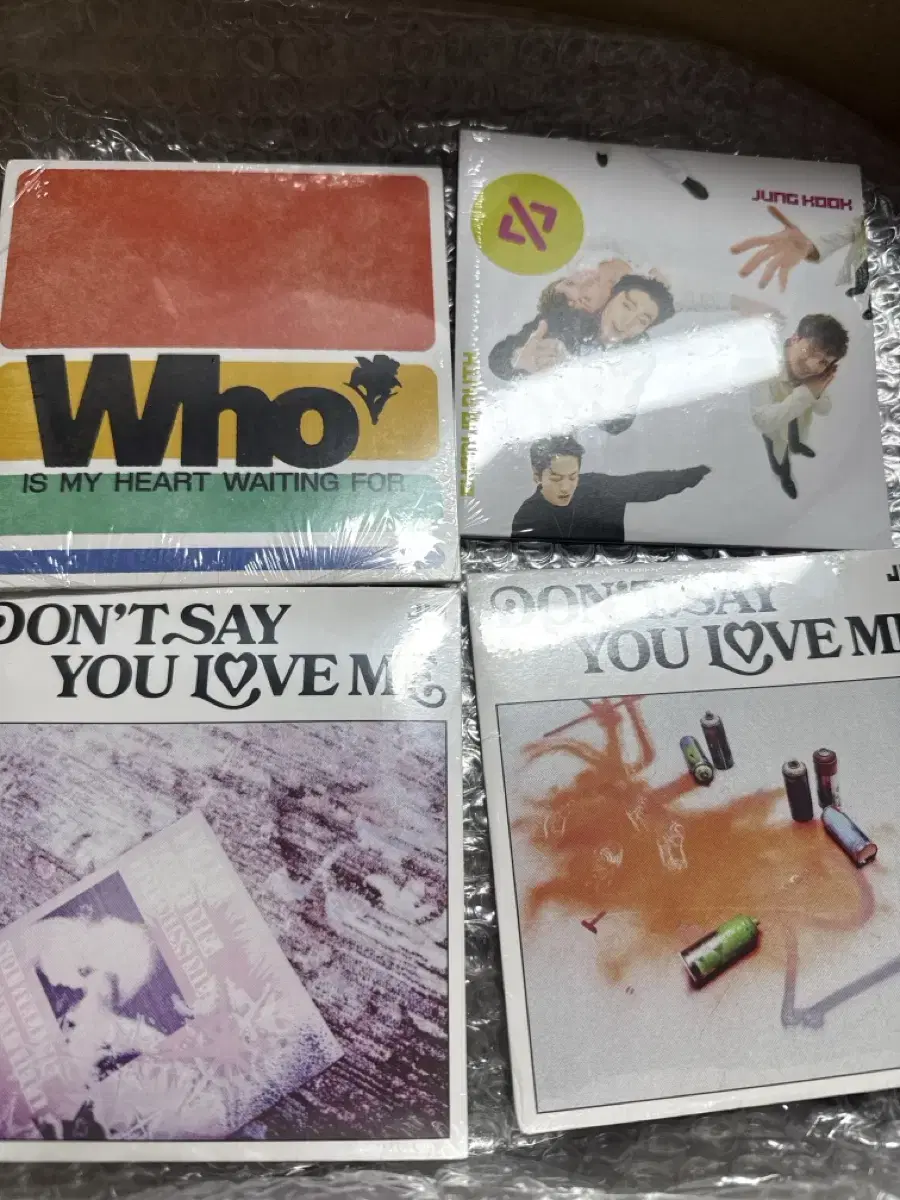 Who
IS MY HEART WAITING FOR
JUNG KOOK
DON'T SAY
YOU LOVE ME
DON'T SAY
YOU LOVE ME